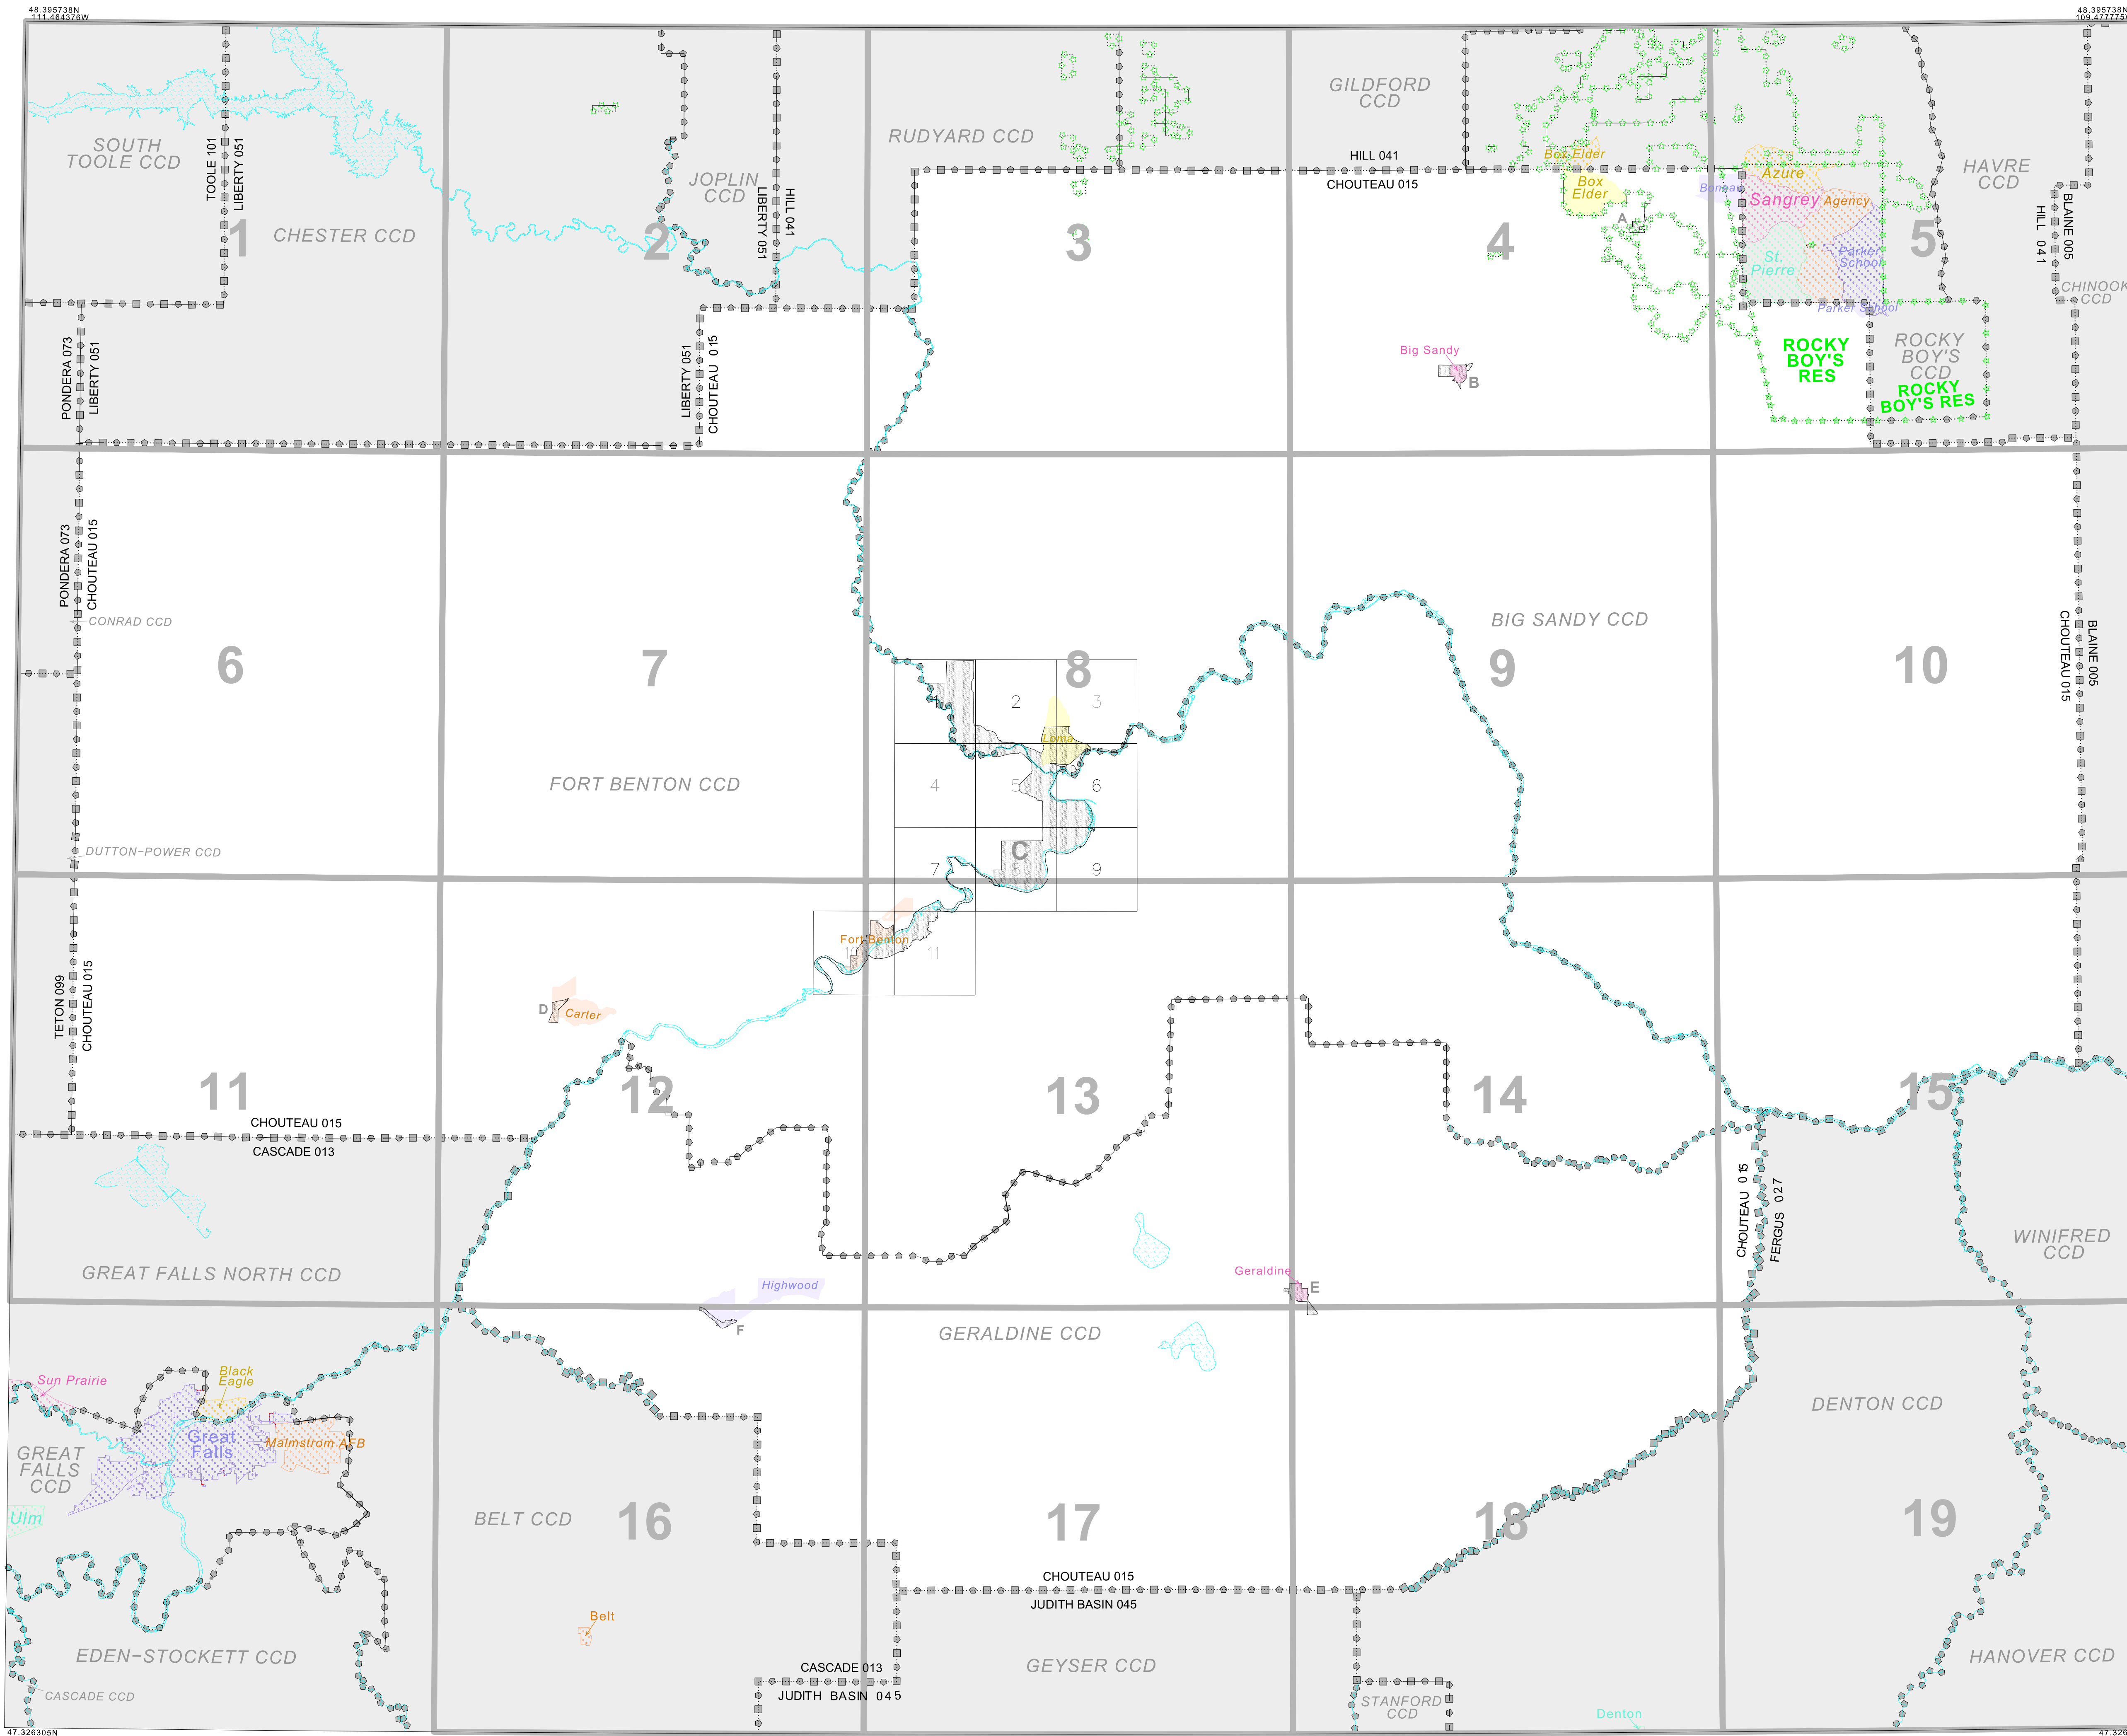 48.395738N
111.464376W
48.395738N
109.477775W
SOUTH
TOOLE CCD
TOOLE 101
LIBERTY 051
1
CHESTER CCD
2
JOPLIN
CCD
LIBERTY 051
HILL 041
RUDYARD CCD
3
HILL 041
CHOUTEAU 015
GILDFORD
CCD
4
Box Elder
Box
Elder
A
Azure
Sangrey
Agency
St.
Pierre
Parker
School
Parker School
5
HAVRE
CCD
HILL 041
BLAINE 005
CHINOOK
CCD
PONDERA 073
LIBERTY 051
LIBERTY 051
CHOUTEAU 015
Big Sandy
B
ROCKY
BOY'S
RES
ROCKY
BOY'S
CCD
ROCKY
BOY'S RES
PONDERA 073
CHOUTEAU 015
CONRAD CCD
6
7
8
9
BIG SANDY CCD
10
CHOUTEAU 015
BLAINE 005
2
3
Loma
FORT BENTON CCD
4
5
6
DUTTON-POWER CCD
C
7
8
9
Fort Benton
10
11
TETON 099
CHOUTEAU 015
D
Carter
11
12
13
14
15
CHOUTEAU 015
CASCADE 013
CHOUTEAU 015
FERGUS 027
WINIFRED
CCD
GREAT FALLS NORTH CCD
Highwood
F
Geraldine
E
GERALDINE CCD
Sun Prairie
Black
Eagle
Great
Falls
Malmstrom AFB
GREAT
FALLS
CCD
Ulm
DENTON CCD
BELT CCD
16
17
18
19
CHOUTEAU 015
JUDITH BASIN 045
Belt
EDEN-STOCKETT CCD
CASCADE CCD
CASCADE 013
JUDITH BASIN 045
GEYSER CCD
STANFORD
CCD
Denton
HANOVER CCD
47.326305N
47.326